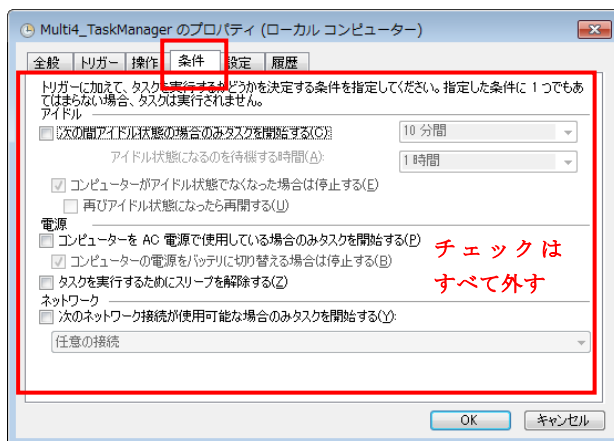 Multi4_TaskManager のプロパティ (ローカル コンピューター)
全般 トリガー 操作 条件 設定 履歴
トリガーに加えて、タスクを実行するかどうかを決定する条件を指定してください。指定した条件に 1 つでもあ
てはまらない場合、タスクは実行されません。
アイドル
次の間アイドル状態の場合のみタスクを開始する(C): 10 分間
アイドル状態になるのを待機する時間(A): 1 時間
コンピューターがアイドル状態でなくなった場合は停止する(E)
再びアイドル状態になったら再開する(U)
電源
コンピューターを AC 電源で使用している場合のみタスクを開始する(P)
コンピューターの電源をバッテリに切り替える場合は停止する(B)
タスクを実行するためにスリープを解除する(Z)
チェックは
すべて外す
ネットワーク
次のネットワーク接続が使用可能な場合のみタスクを開始する(Y):
任意の接続
OK キャンセル